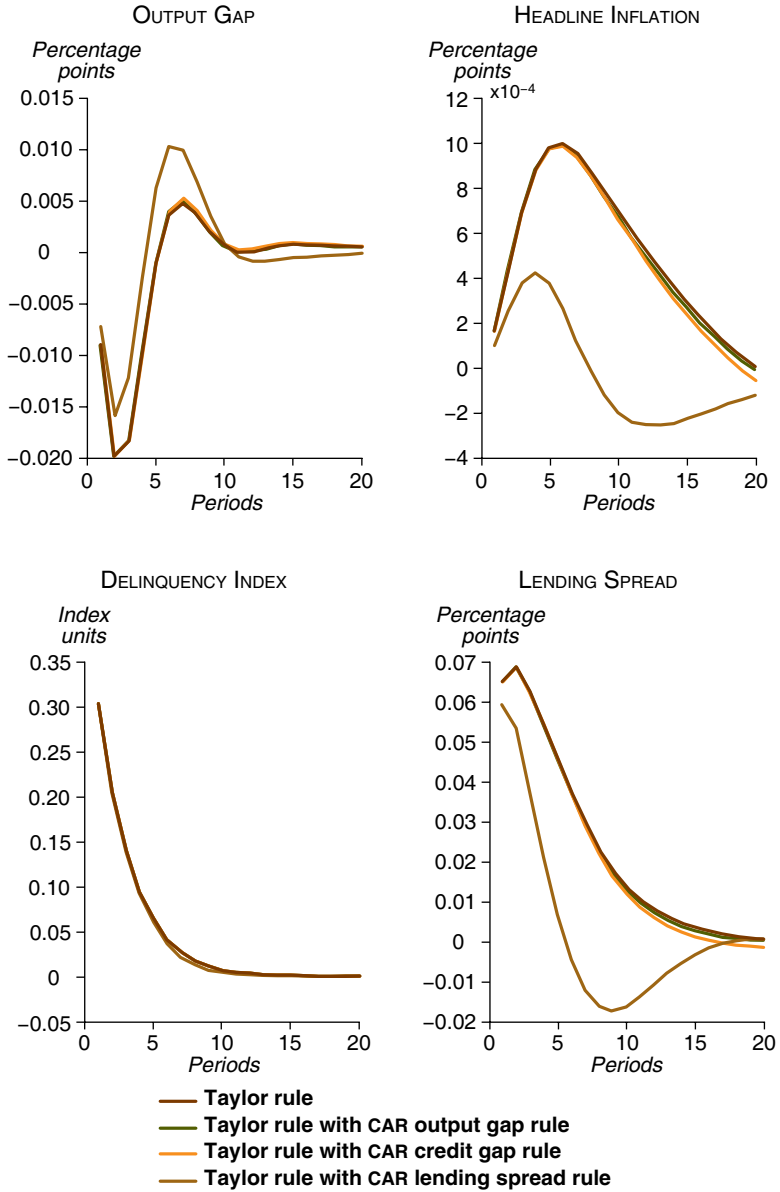 OUTPUT GAP
Percentage
points
0.015
0.010
0.005
0
−0.005
−0.010
−0.015
−0.020
0 5 10 15 20
Periods
HEADLINE INFLATION
Percentage
points
x10⁻⁴
12
10
8
6
4
2
0
−2
−4
0 5 10 15 20
Periods
DELINQUENCY INDEX
Index
units
0.35
0.30
0.25
0.20
0.15
0.10
0.05
0
−0.05
0 5 10 15 20
Periods
LENDING SPREAD
Percentage
points
0.07
0.06
0.05
0.04
0.03
0.02
0.01
0
−0.01
−0.02
0 5 10 15 20
Periods
Taylor rule
Taylor rule with CAR output gap rule
Taylor rule with CAR credit gap rule
Taylor rule with CAR lending spread rule